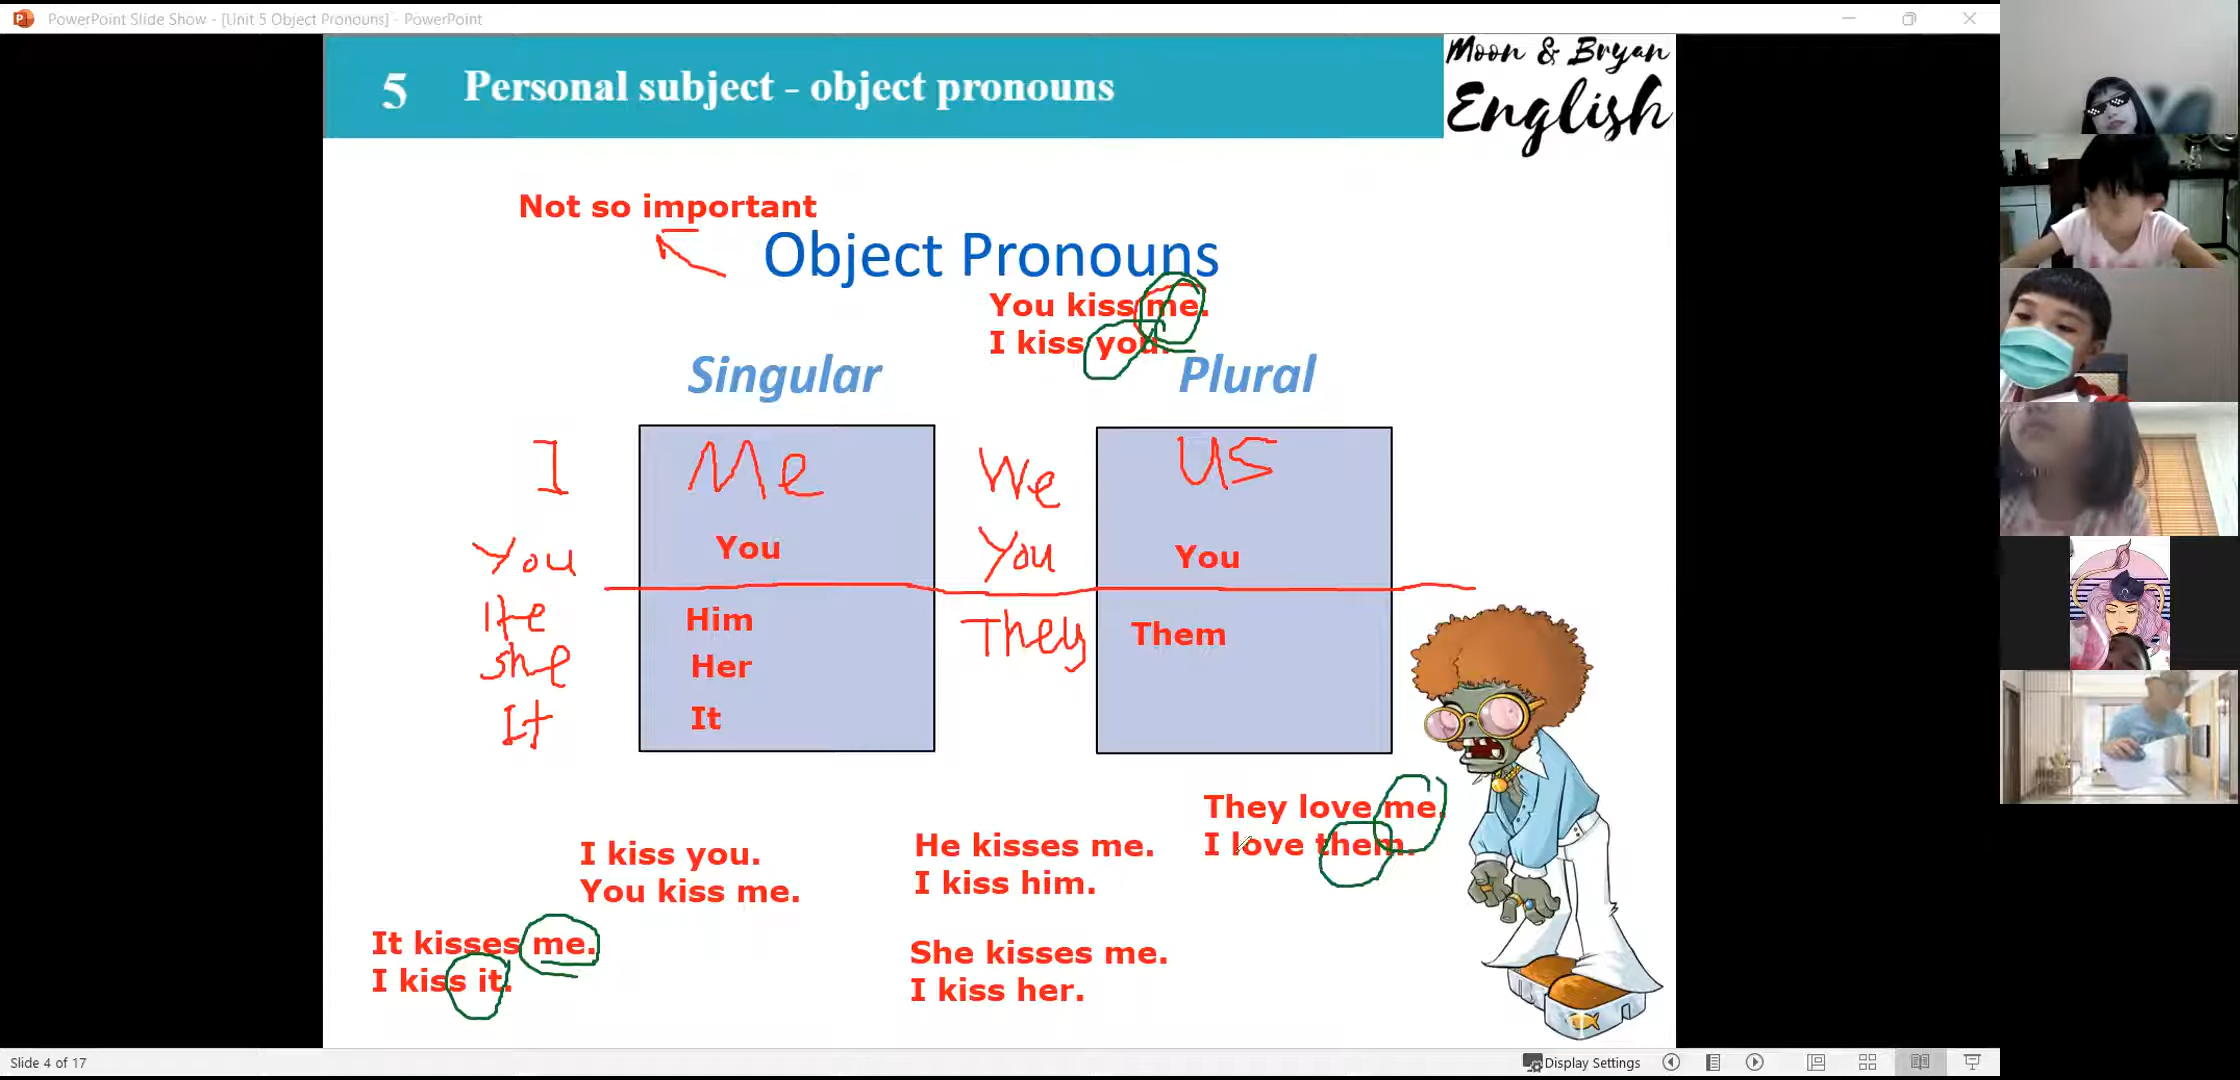 PowerPoint Slide Show - [Unit 5 Object Pronouns] - PowerPoint
5 Personal subject - object pronouns
Moon & Bryan
English
Not so important
Object Pronouns
You kiss me.
I kiss you.
Singular
Plural
I Me We US
You You You You
He Him They Them
She Her
It It
They love me.
I love them.
I kiss you.
You kiss me.
He kisses me.
I kiss him.
It kisses me.
I kiss it.
She kisses me.
I kiss her.
Slide 4 of 17
Display Settings